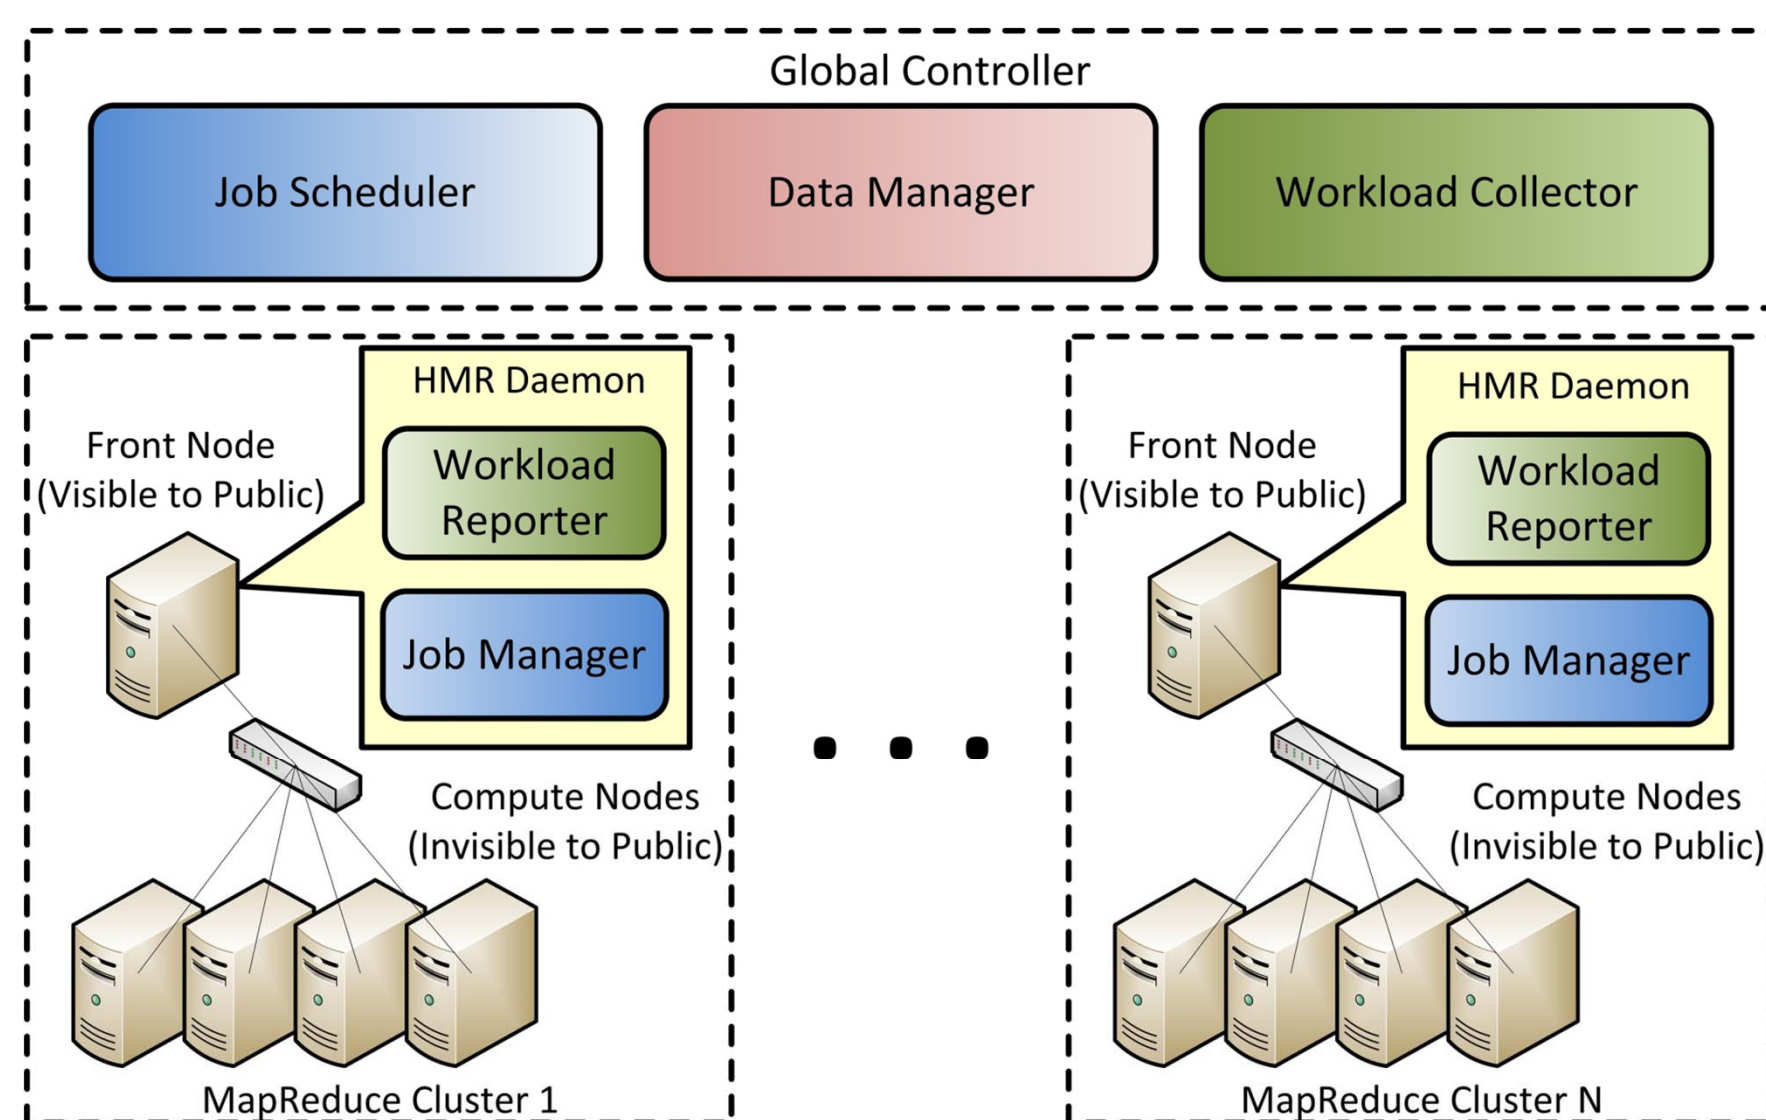 Global Controller
Job Scheduler
Data Manager
Workload Collector
HMR Daemon
Front Node
(Visible to Public)
Workload
Reporter
Job Manager
Compute Nodes
(Invisible to Public)
MapReduce Cluster 1
HMR Daemon
Front Node
(Visible to Public)
Workload
Reporter
Job Manager
Compute Nodes
(Invisible to Public)
MapReduce Cluster N